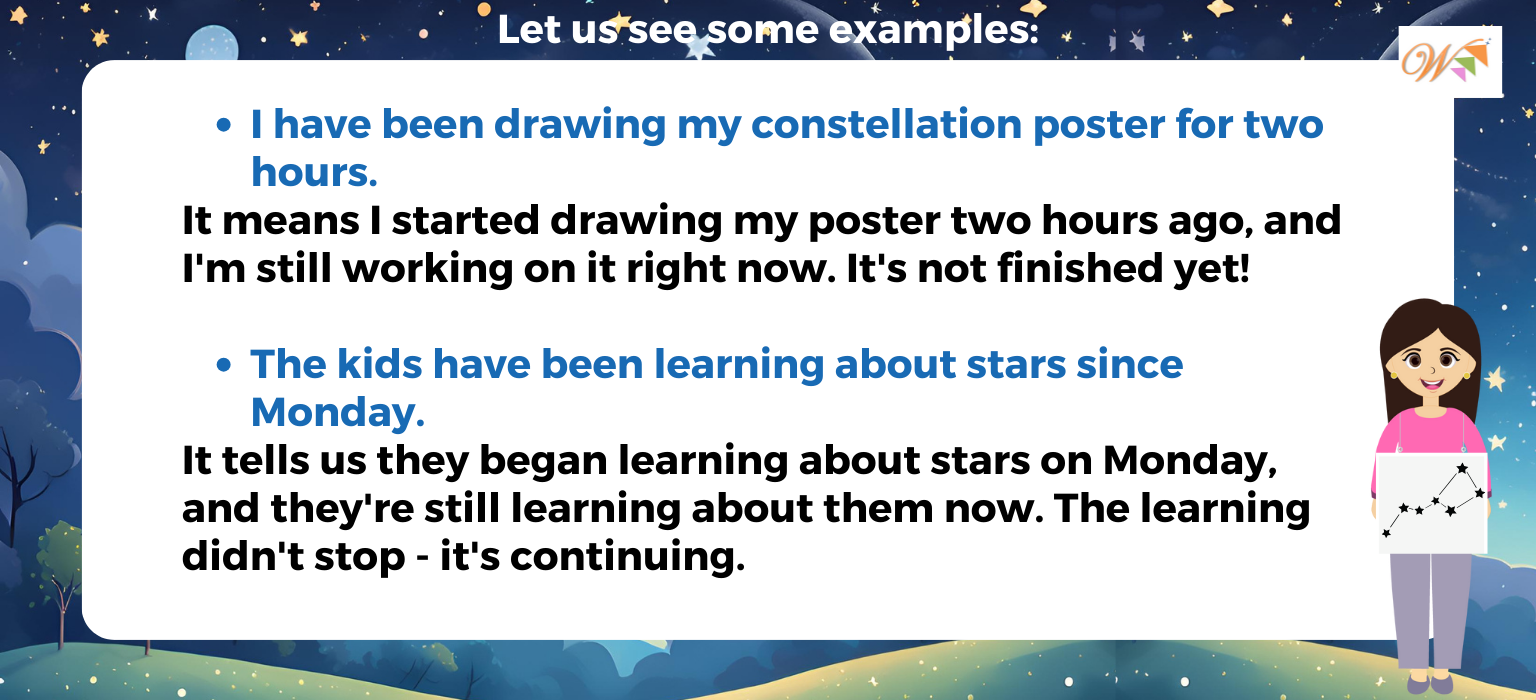 Let us see some examples:
W
• I have been drawing my constellation poster for two
hours.
It means I started drawing my poster two hours ago, and
I'm still working on it right now. It's not finished yet!
• The kids have been learning about stars since
Monday.
It tells us they began learning about stars on Monday,
and they're still learning about them now. The learning
didn't stop - it's continuing.